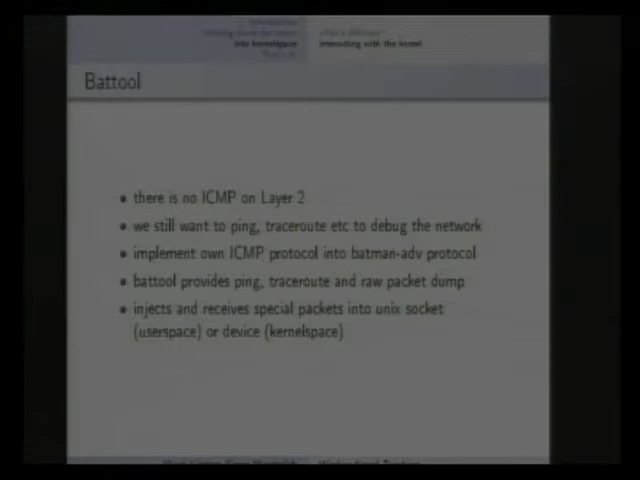 into kernelspace
interacting with the kernel
Battool
there is no ICMP on Layer 2
we still want to ping, traceroute etc to debug the network
implement own ICMP protocol into batman-adv protocol
battool provides ping, traceroute and raw packet dump
injects and receives special packets into unix socket
(userspace) or device (kernelspace)